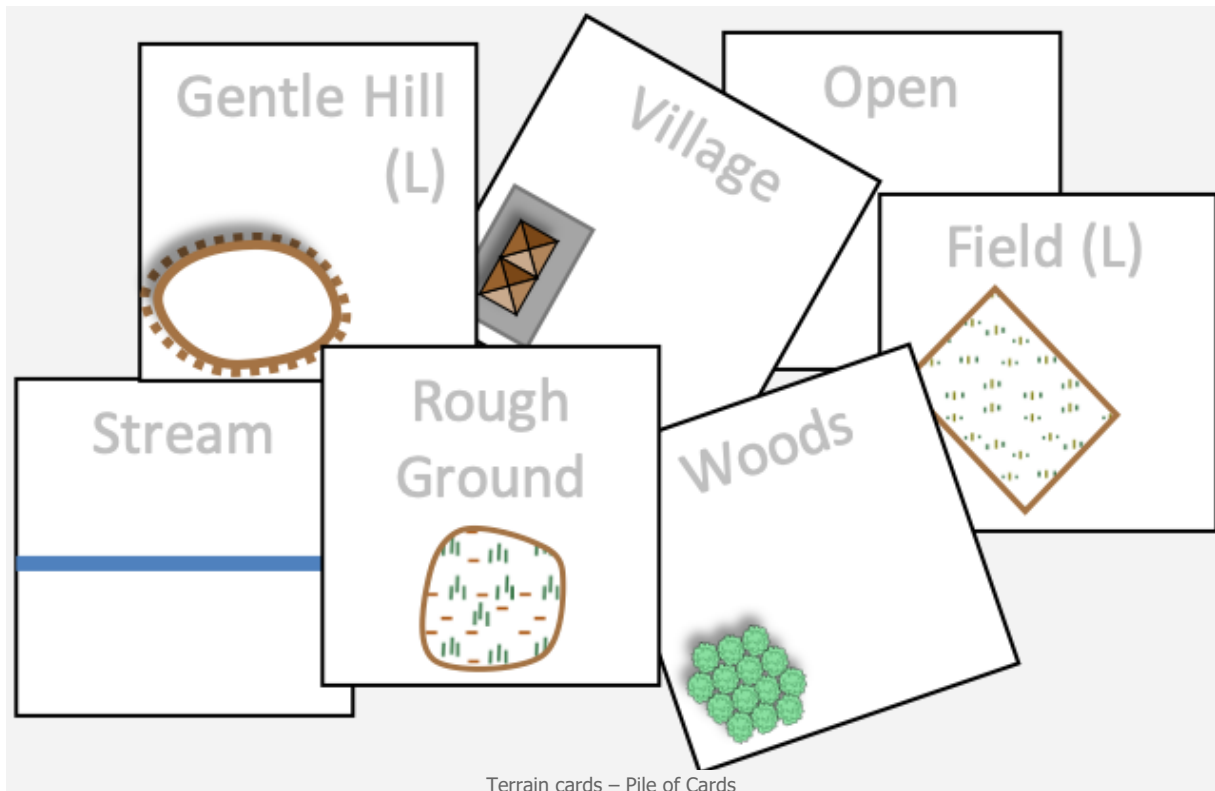 Gentle Hill
(L)
Village
Open
Field (L)
Stream
Rough
Ground
Woods
Terrain cards – Pile of Cards